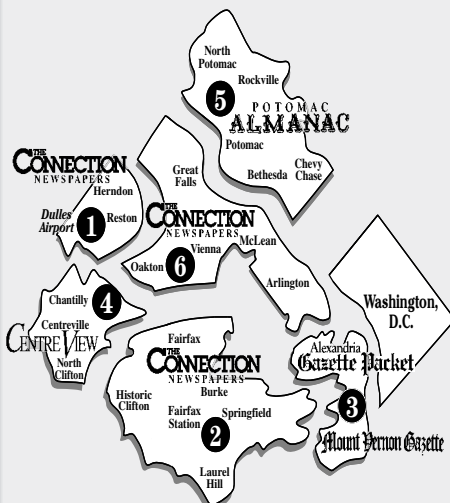 North
Potomac
Rockville
5
POTOMAC
ALMANAC
Potomac
Bethesda
Chevy
Chase
THE
CONNECTION
NEWSPAPERS
Herndon
Dulles
Airport
1
Reston
Great
Falls
THE
CONNECTION
NEWSPAPERS
Vienna
McLean
Oakton
6
Arlington
Chantilly
4
Centreville
CENTRE VIEW
North
Clifton
Washington,
D.C.
Fairfax
THE
CONNECTION
NEWSPAPERS
Burke
Historic
Clifton
Fairfax
Station
Springfield
2
Laurel
Hill
Alexandria
Gazette Packet
3
Mount Vernon Gazette